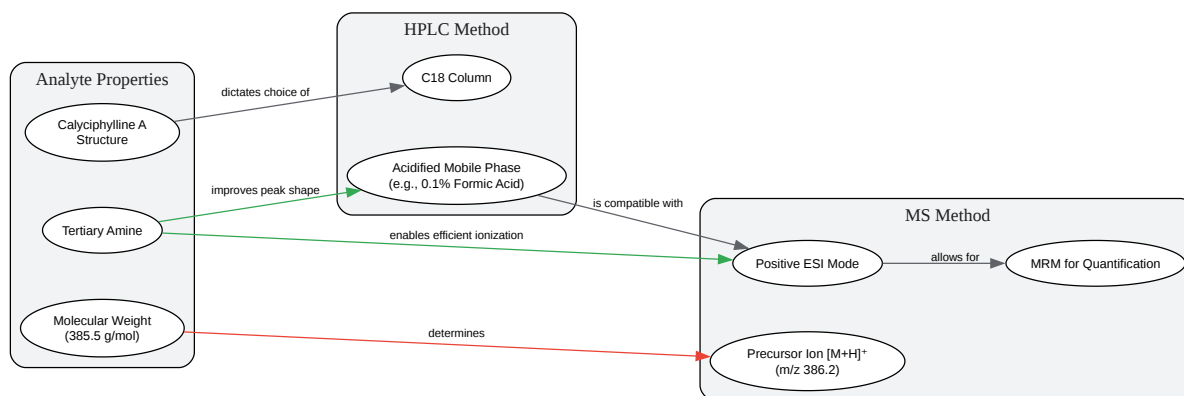 HPLC Method
Analyte Properties
C18 Column
dictates choice of
Calyciphylline A
Structure
Acidified Mobile Phase
(e.g., 0.1% Formic Acid)
improves peak shape
is compatible with
MS Method
Tertiary Amine
enables efficient ionization
Positive ESI Mode
allows for
MRM for Quantification
Molecular Weight
(385.5 g/mol)
determines
Precursor Ion [M+H]⁺
(m/z 386.2)